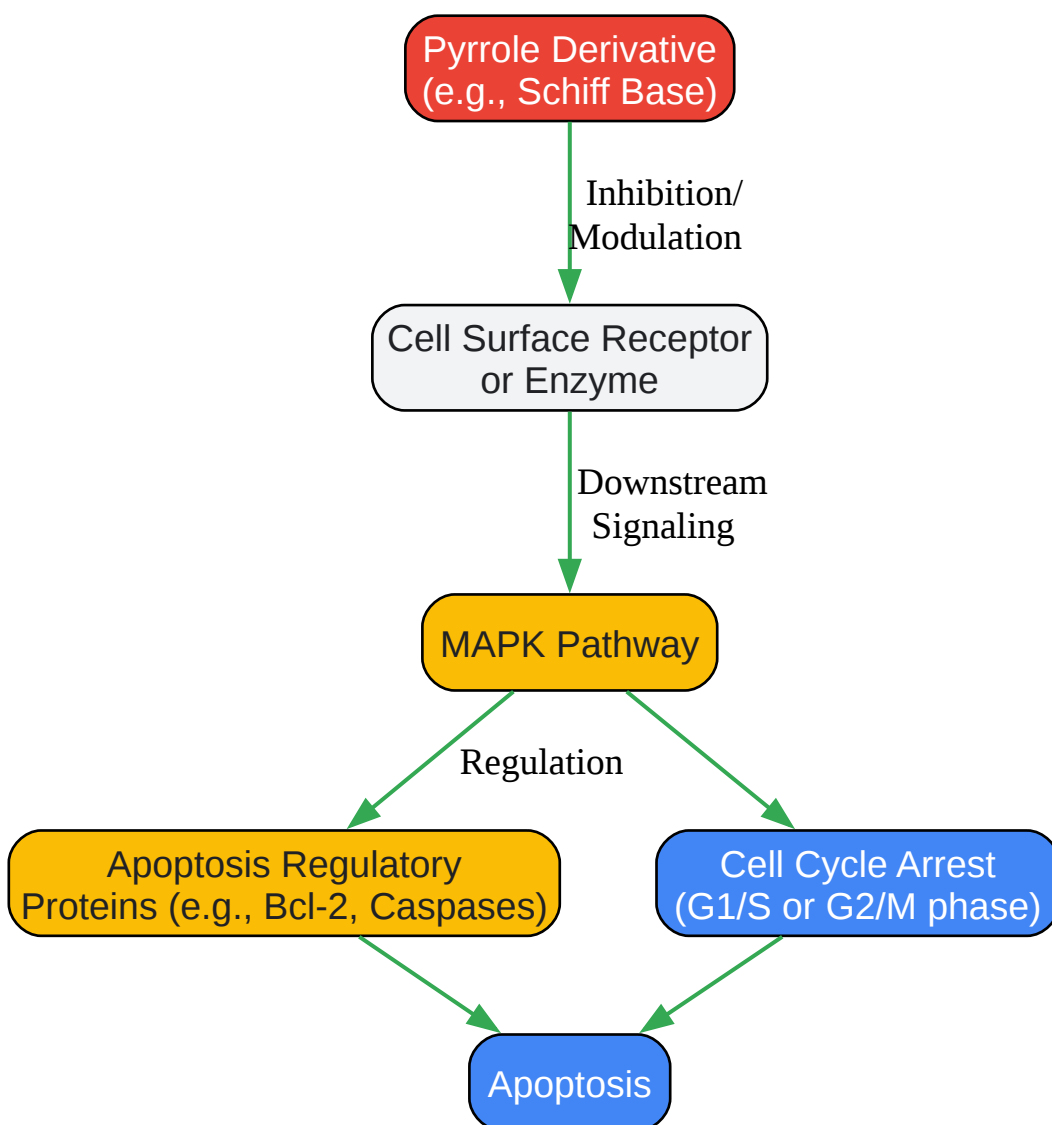 Pyrrole Derivative
(e.g., Schiff Base)
Inhibition/
Modulation
Cell Surface Receptor
or Enzyme
Downstream
Signaling
MAPK Pathway
Regulation
Apoptosis Regulatory
Proteins (e.g., Bcl-2, Caspases)
Cell Cycle Arrest
(G1/S or G2/M phase)
Apoptosis